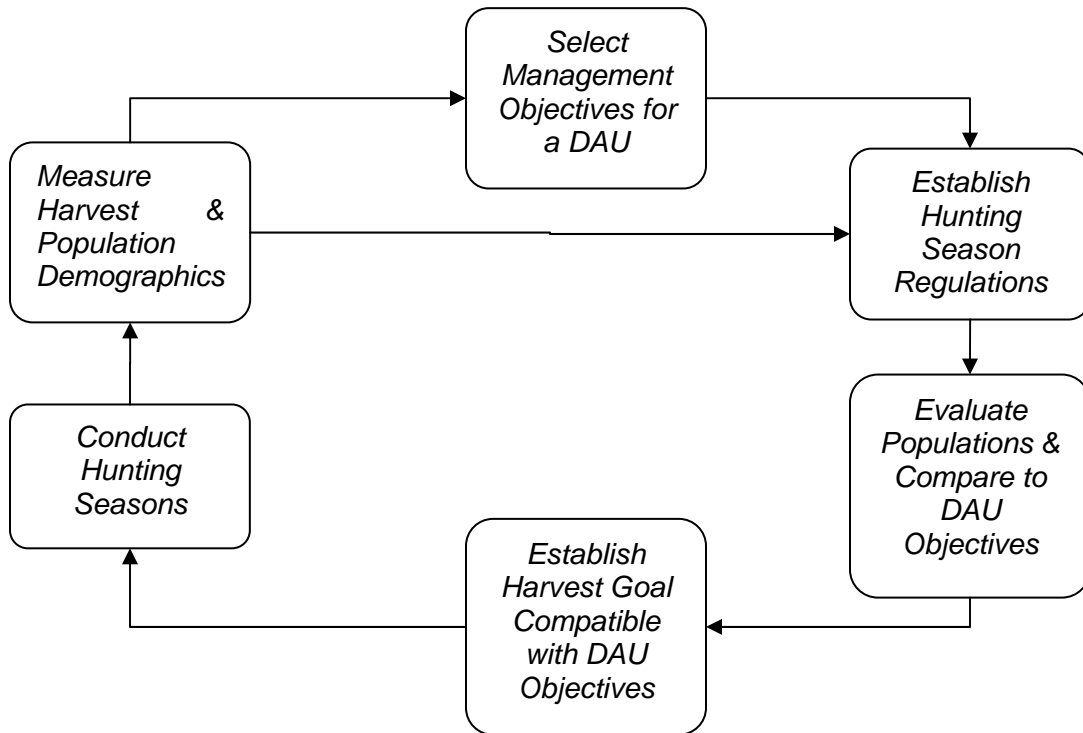 Select
Management
Objectives for
a DAU
Measure
Harvest &
Population
Demographics
Establish
Hunting
Season
Regulations
Conduct
Hunting
Seasons
Evaluate
Populations &
Compare to
DAU
Objectives
Establish
Harvest Goal
Compatible
with DAU
Objectives